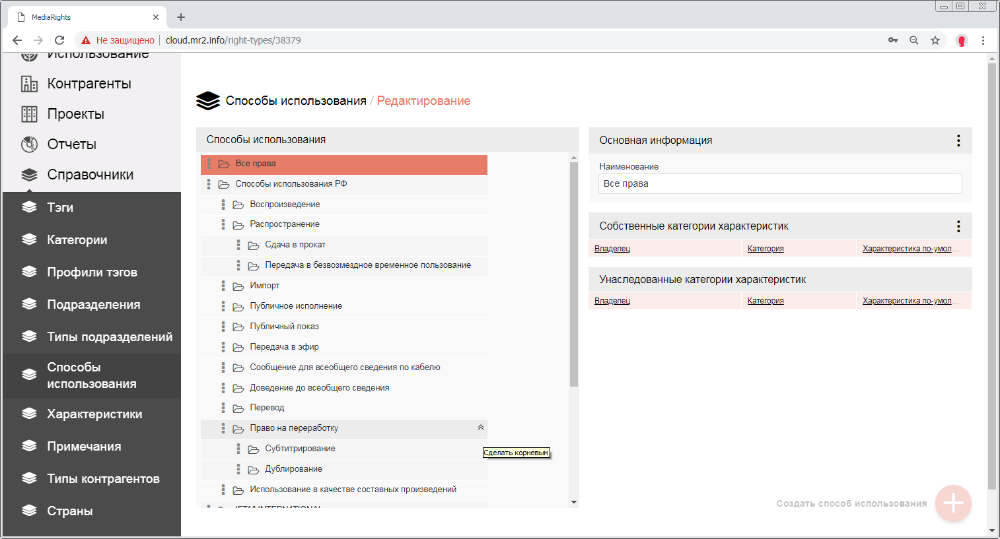 MediaRights
Не защищено
cloud.mr2.info/right-types/38379
Использование
Контрагенты
Проекты
Отчеты
Справочники
Тэги
Категории
Профили тэгов
Подразделения
Типы подразделений
Способы
использования
Характеристики
Примечания
Типы контрагентов
Страны
Способы использования / Редактирование
Способы использования
Все права
Способы использования РФ
Воспроизведение
Распространение
Сдача в прокат
Передача в безвозмездное временное пользование
Импорт
Публичное исполнение
Публичный показ
Передача в эфир
Сообщение для всеобщего сведения по кабелю
Доведение до всеобщего сведения
Перевод
Право на переработку
Сделать корневым
Субтитрирование
Дублирование
Использование в качестве составных произведений
INTERNATIONAL
Основная информация
Наименование
Все права
Собственные категории характеристик
Владелец Категория Характеристика по-умол...
Унаследованные категории характеристик
Владелец Категория Характеристика по-умол...
Создать способ использования